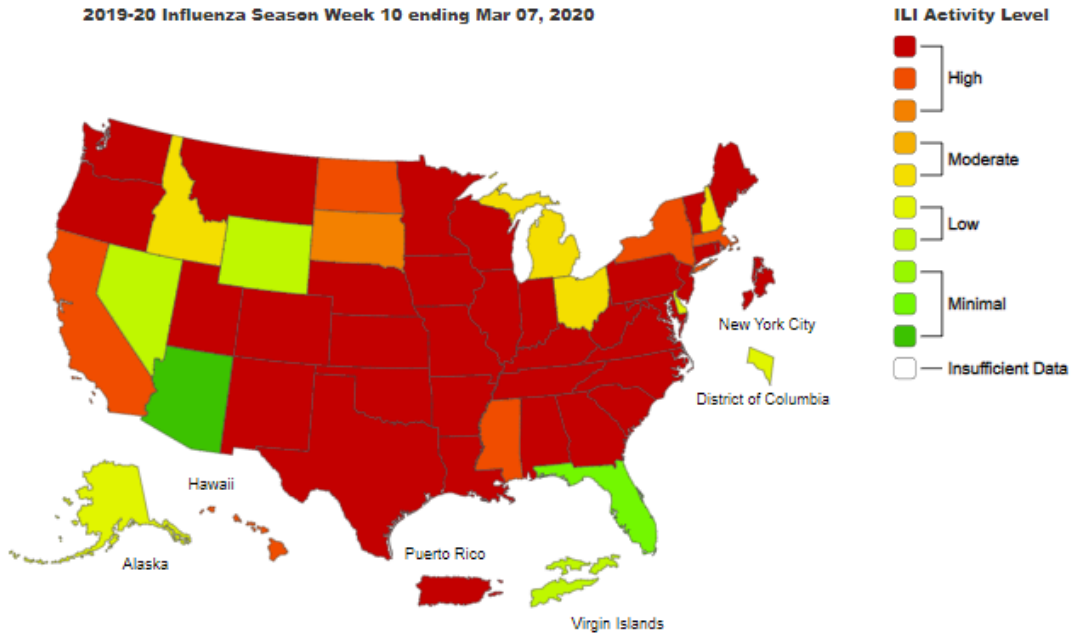 2019-20 Influenza Season Week 10 ending Mar 07, 2020
ILI Activity Level
High
Moderate
Low
Minimal
Insufficient Data
New York City
District of Columbia
Hawaii
Alaska
Puerto Rico
Virgin Islands